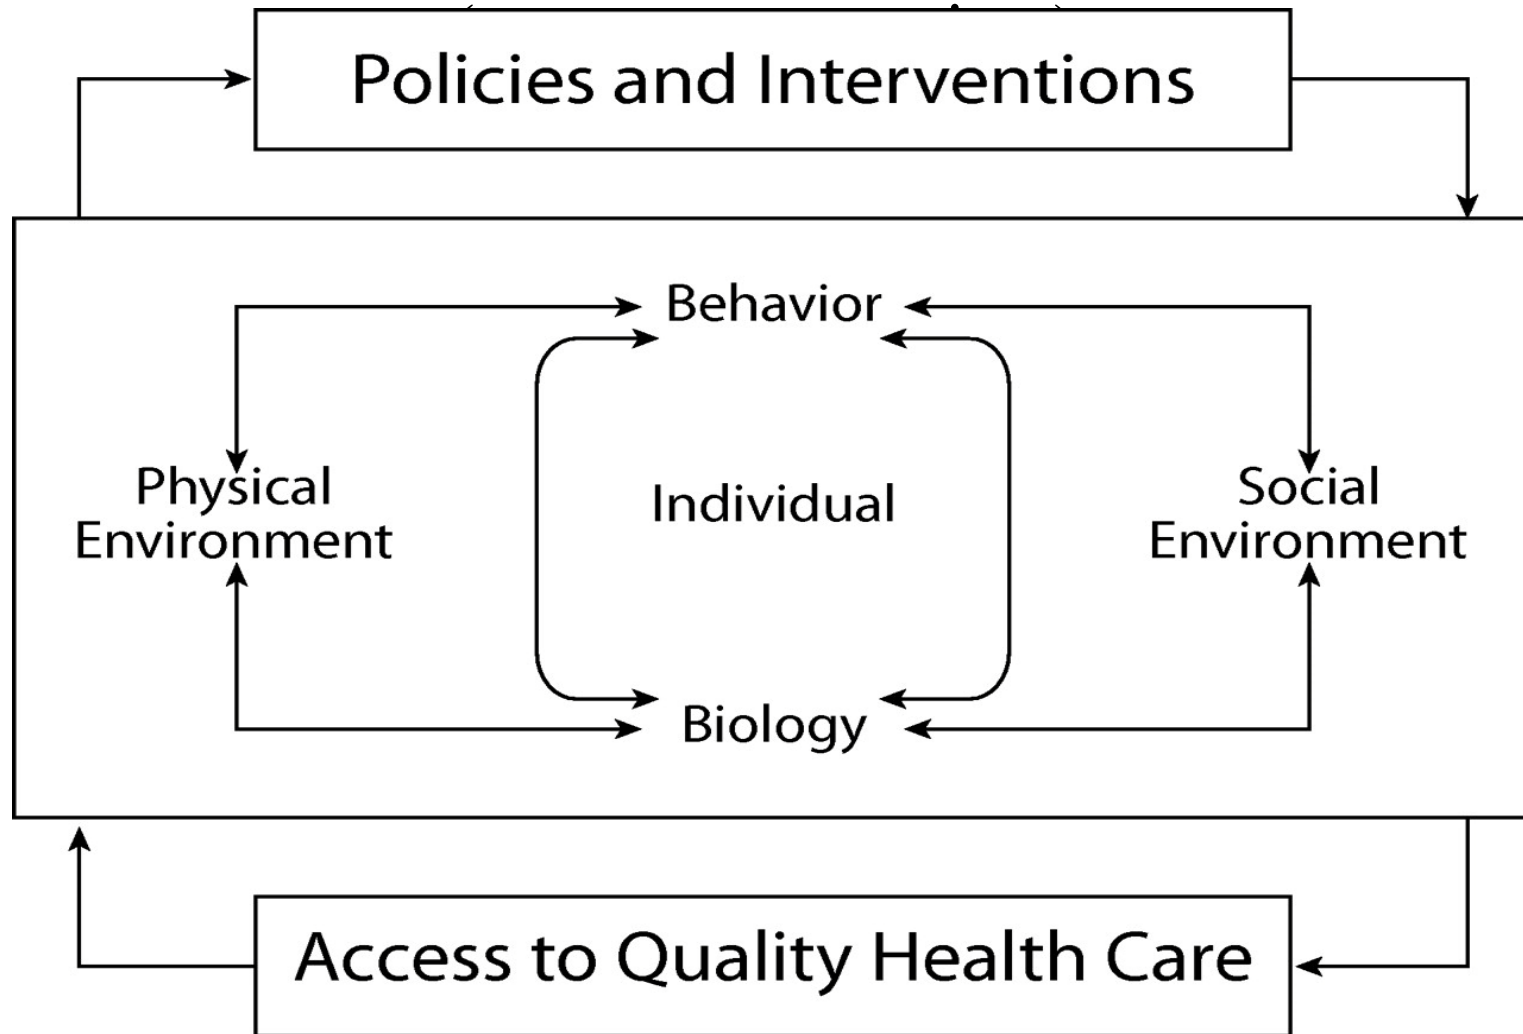 Policies and Interventions
Behavior
Physical
Environment
Individual
Social
Environment
Biology
Access to Quality Health Care